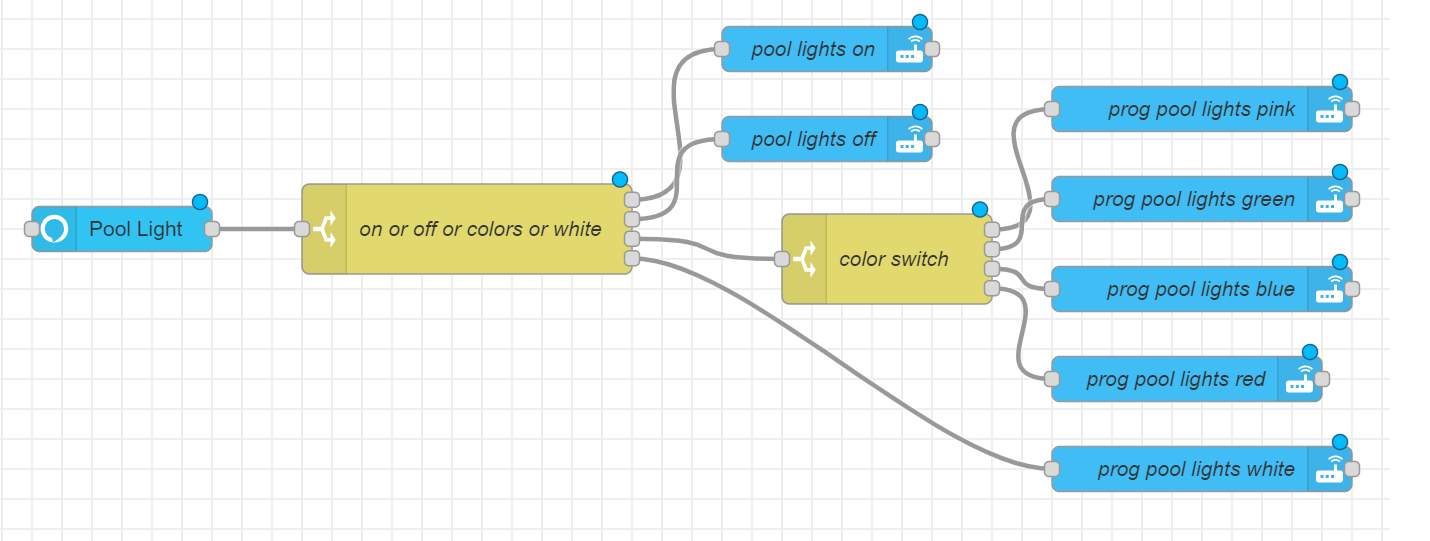 pool lights on
prog pool lights pink
pool lights off
prog pool lights green
Pool Light
on or off or colors or white
color switch
prog pool lights blue
prog pool lights red
prog pool lights white